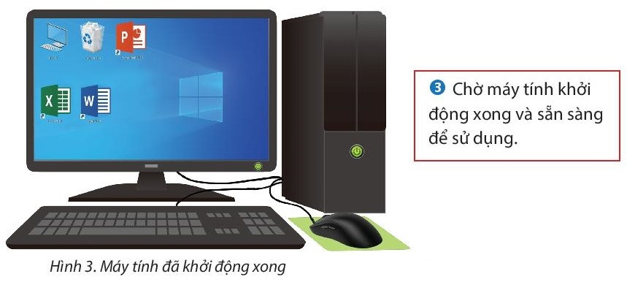 P
X
W
3 Chờ máy tính khởi
động xong và sẵn sàng
để sử dụng.
Hình 3. Máy tính đã khởi động xong